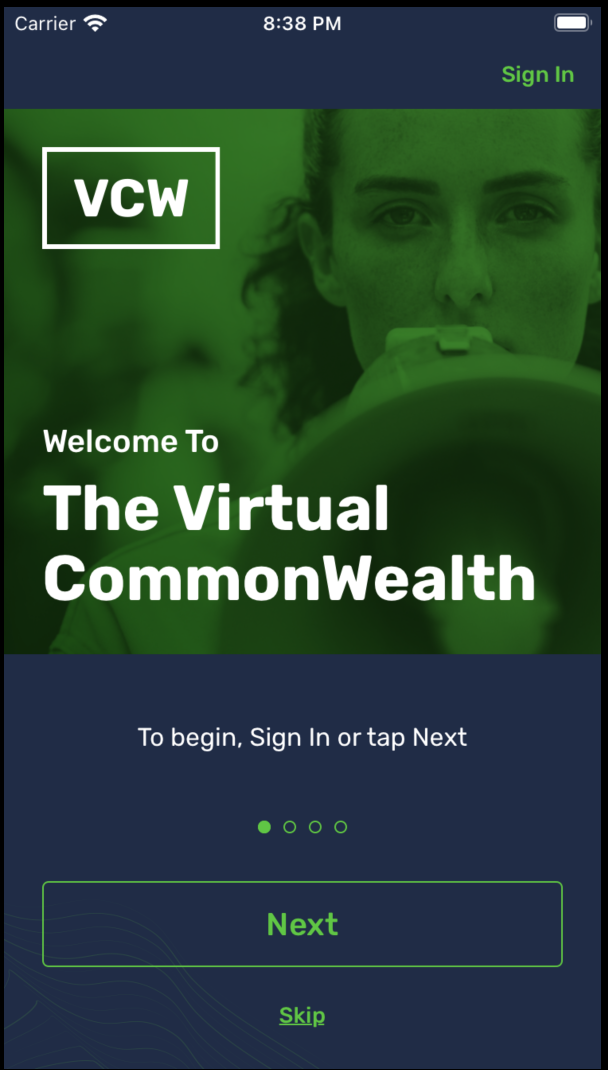 Carrier 8:38 PM
Sign In
VCW
Welcome To
The Virtual
CommonWealth
To begin, Sign In or tap Next
Next
Skip